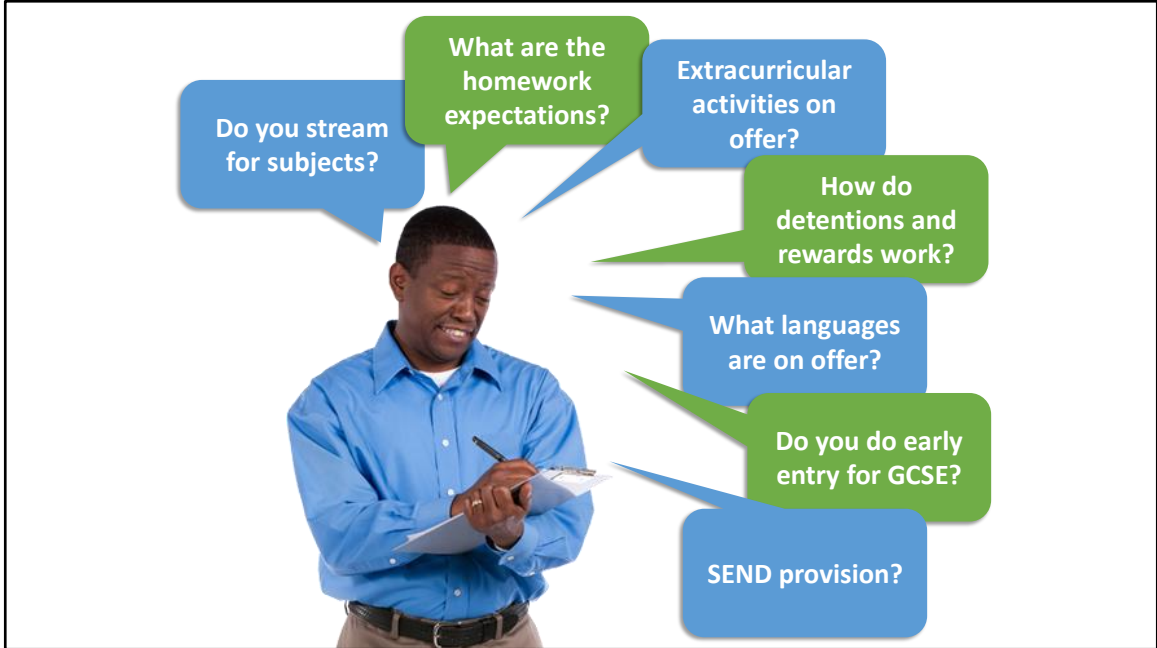 Do you stream
for subjects?
What are the
homework
expectations?
Extracurricular
activities on
offer?
How do
detentions and
rewards work?
What languages
are on offer?
Do you do early
entry for GCSE?
SEND provision?